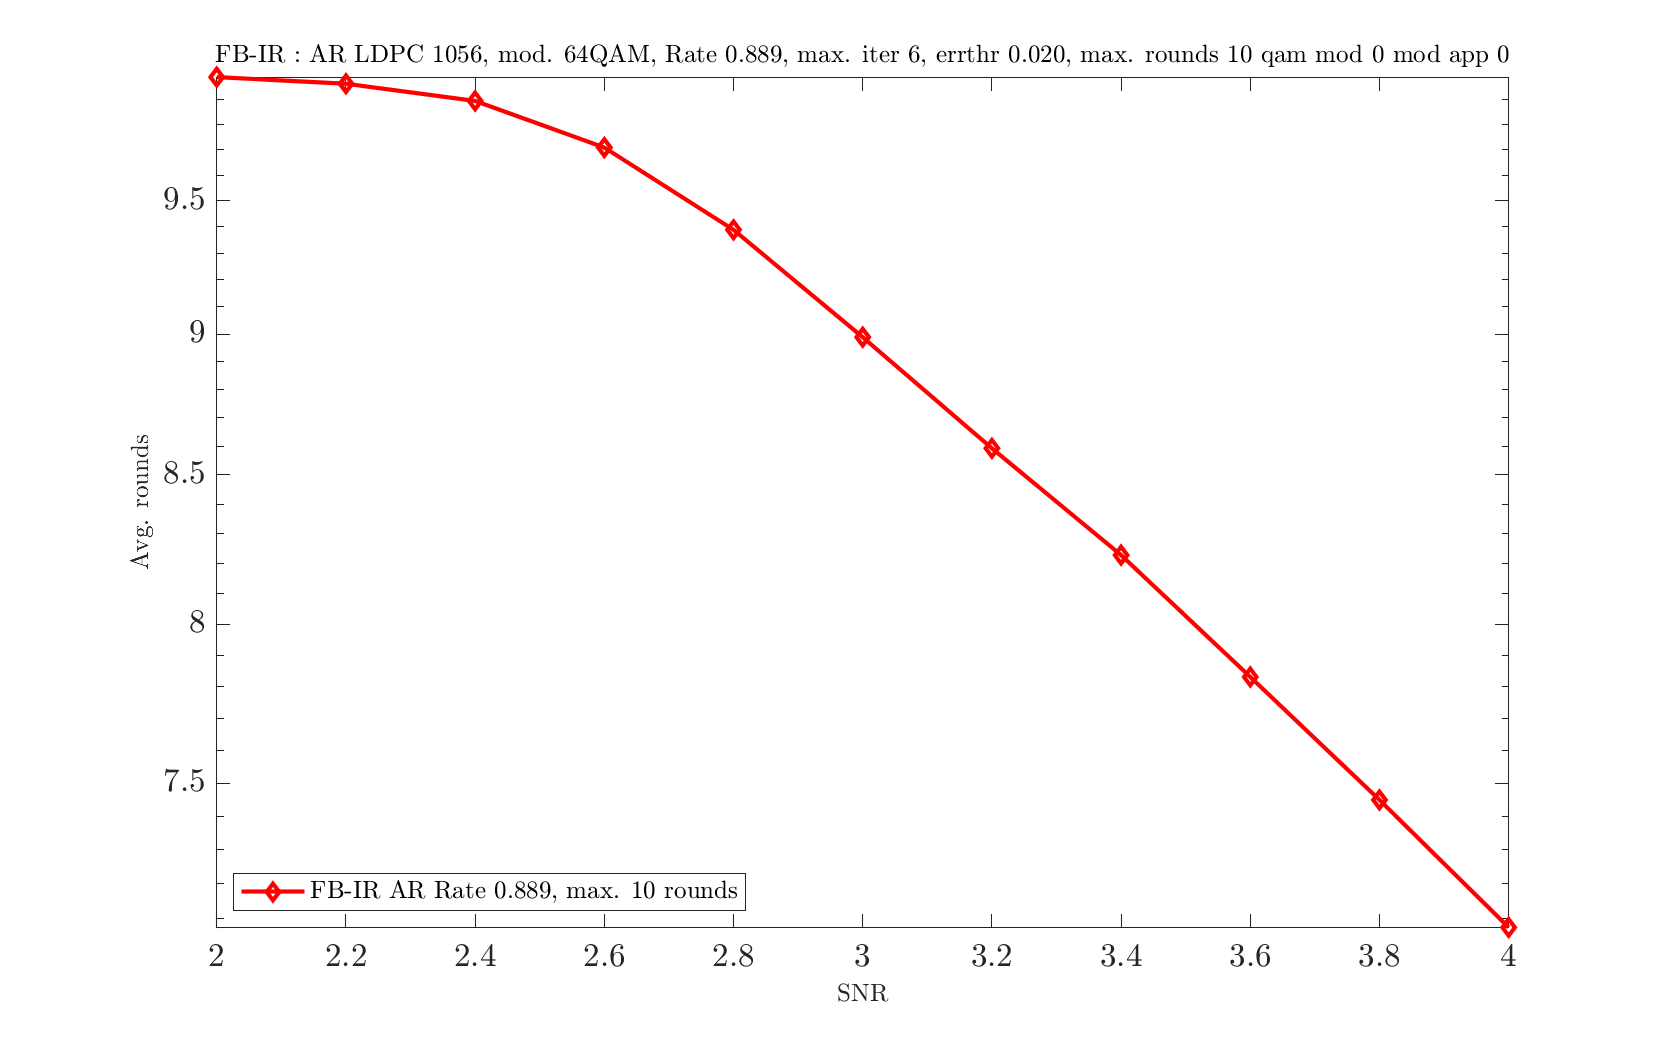 FB-IR : AR LDPC 1056, mod. 64QAM, Rate 0.889, max. iter 6, errthr 0.020, max. rounds 10 qam mod 0 mod app 0
9.5
9
8.5
8
7.5
Avg. rounds
FB-IR AR Rate 0.889, max. 10 rounds
2 2.2 2.4 2.6 2.8 3 3.2 3.4 3.6 3.8 4
SNR